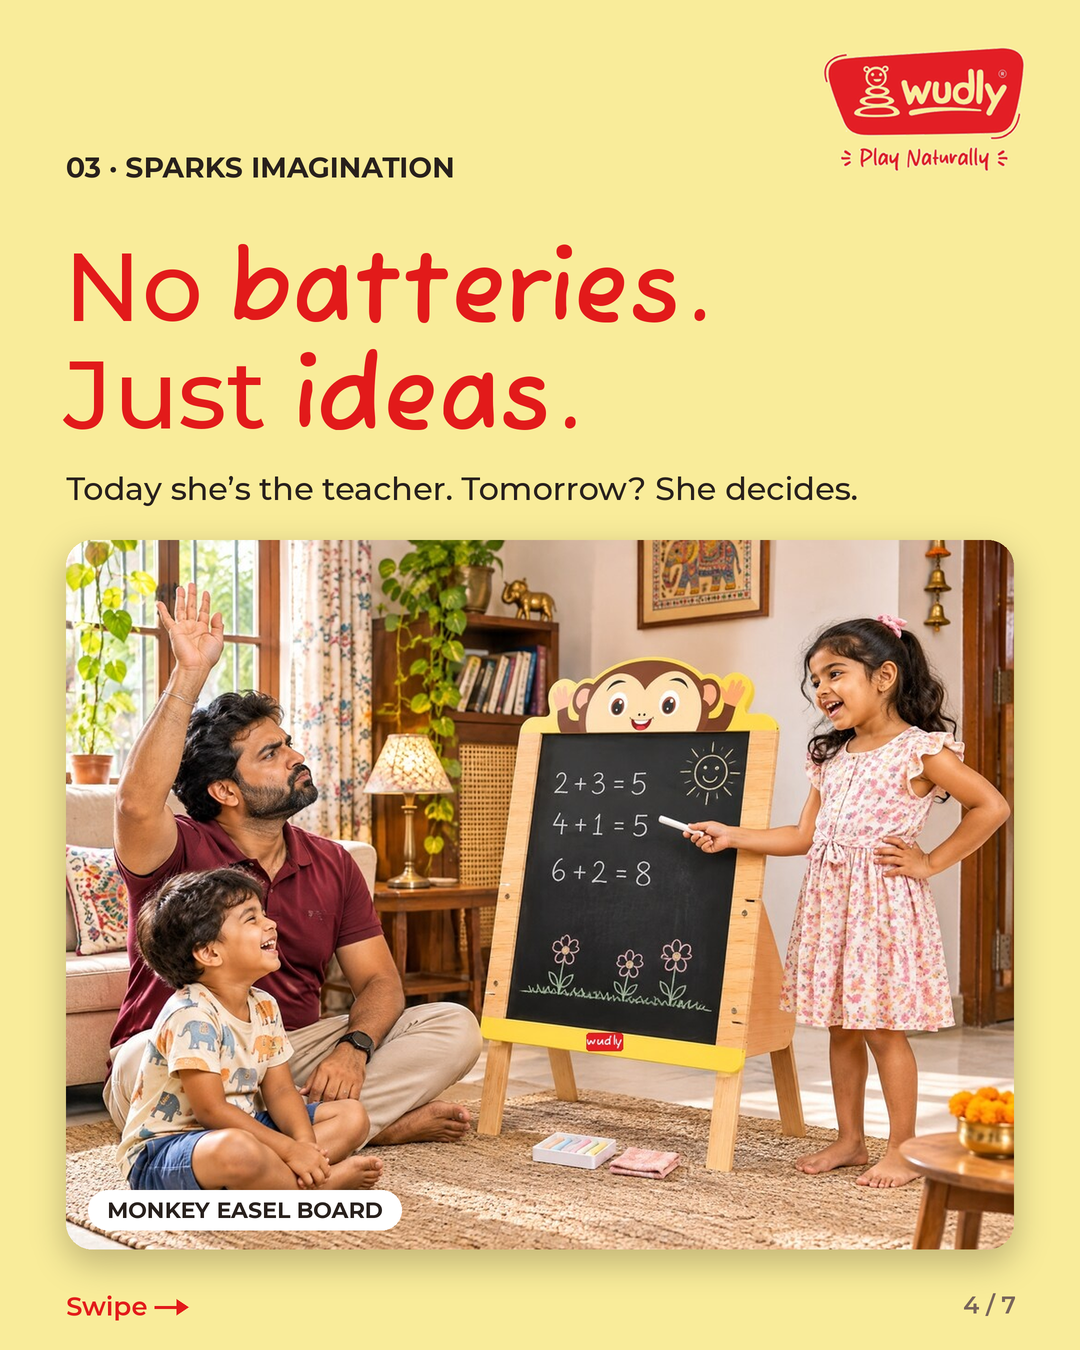 wudly®
Play Naturally
03 · SPARKS IMAGINATION
No batteries.
Just ideas.
Today she’s the teacher. Tomorrow? She decides.
2+3=5
4+1=5
6+2=8
wudly
MONKEY EASEL BOARD
Swipe →
4 / 7